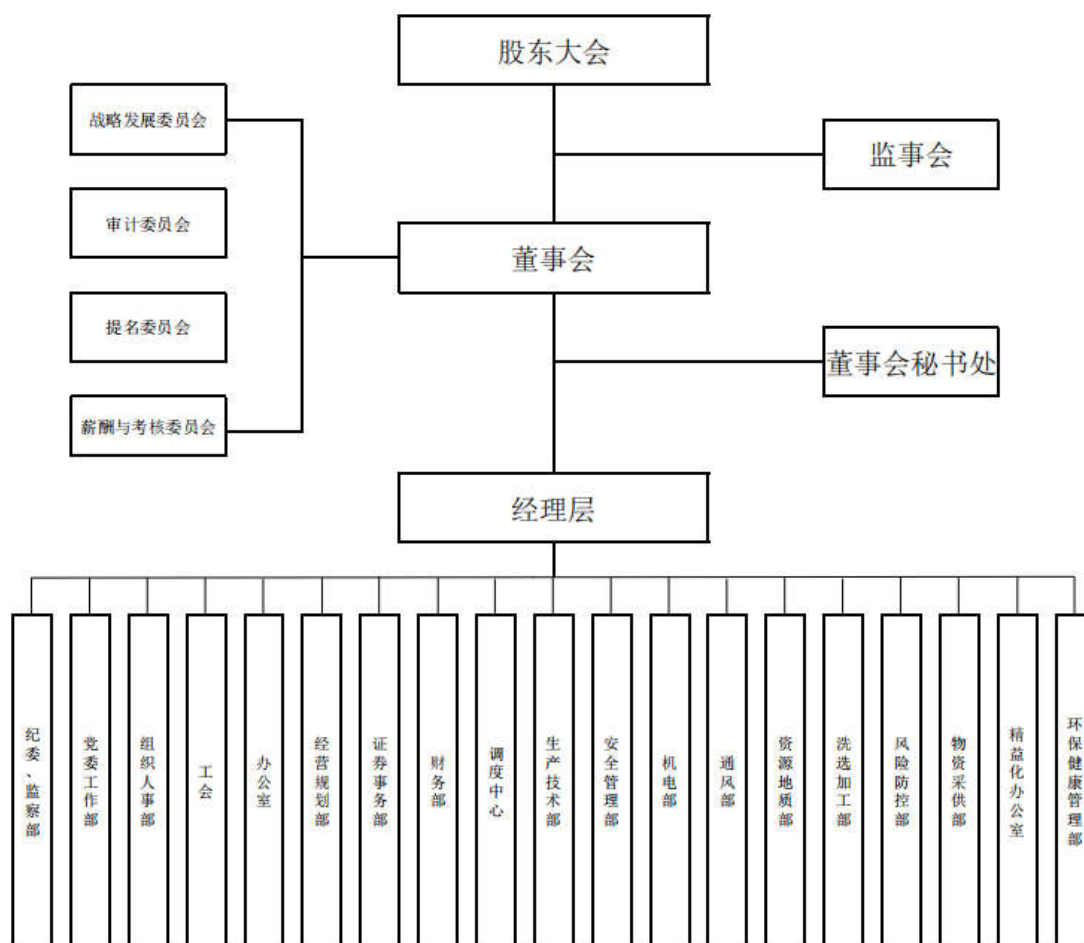 股东大会
战略发展委员会
监事会
审计委员会
董事会
提名委员会
董事会秘书处
薪酬与考核委员会
经理层
纪委、监察部
党委工作部
组织人事部
工会
办公室
经营规划部
证券事务部
财务部
调度中心
生产技术部
安全管理部
机电部
通风部
资源地质部
洗选加工部
风险防控部
物资采供部
精益化办公室
环保健康管理部